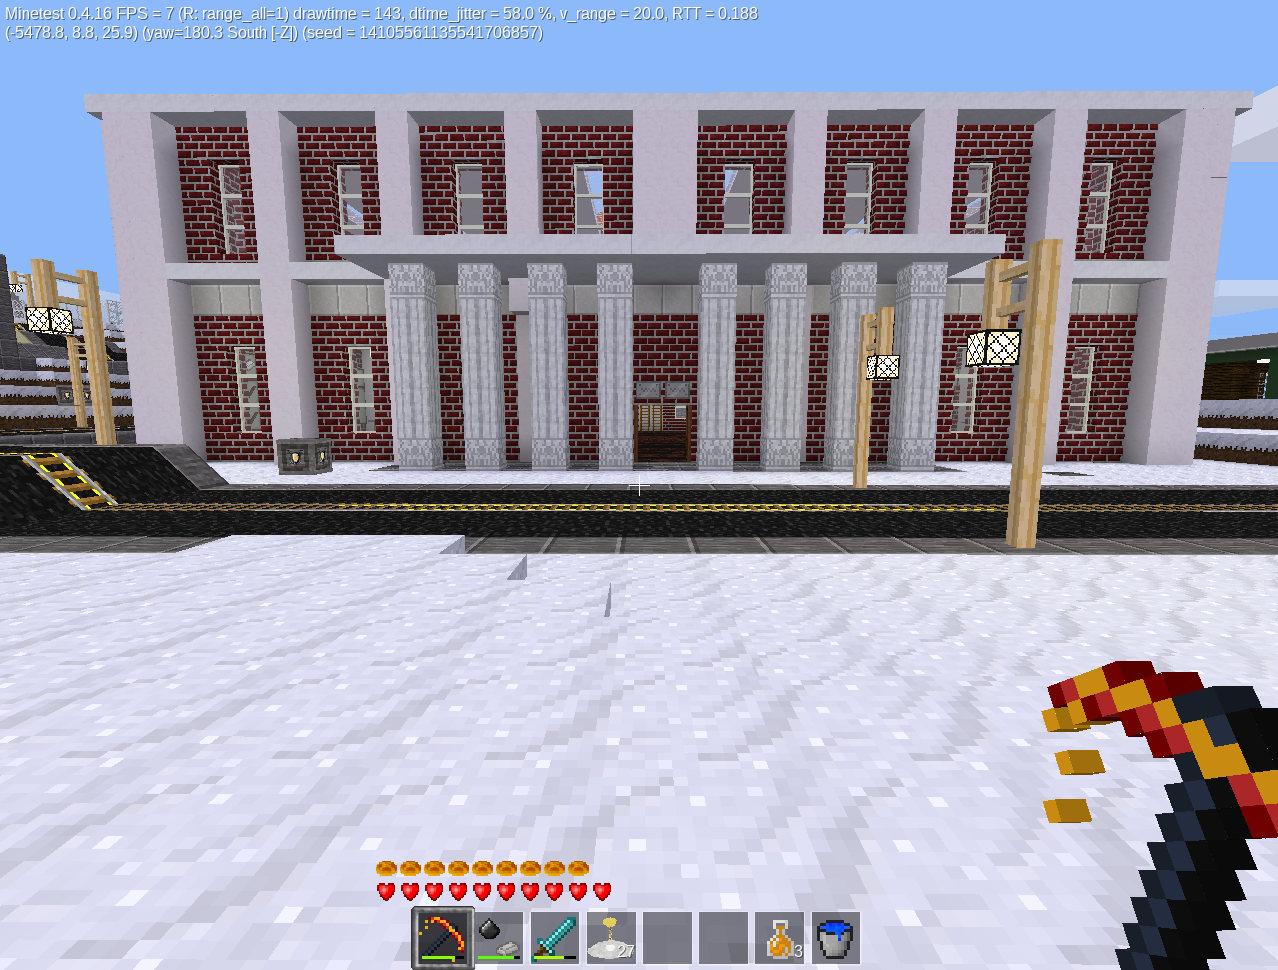 Minetest 0.4.16 FPS = 7 (R: range_all=1) drawtime = 143, dtime_jitter = 58.0 %, v_range = 20.0, RTT = 0.188
(-5478.8, 8.8, 25.9) (yaw=180.3 South [-Z]) (seed = 14105561135541706857)
27
3